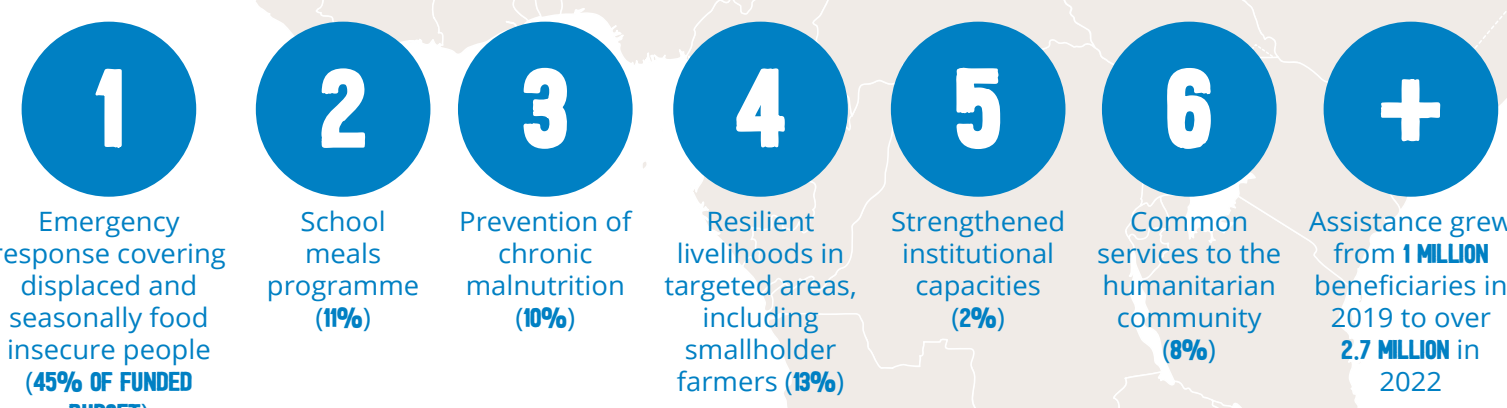 1
Emergency
response covering
displaced and
seasonally food
insecure people
(45% OF FUNDED
BUDGET)
2
School
meals
programme
(11%)
3
Prevention of
chronic
malnutrition
(10%)
4
Resilient
livelihoods in
targeted areas,
including
smallholder
farmers (13%)
5
Strengthened
institutional
capacities
(2%)
6
Common
services to the
humanitarian
community
(8%)
+
Assistance grew
from 1 MILLION
beneficiaries in
2019 to over
2.7 MILLION in
2022